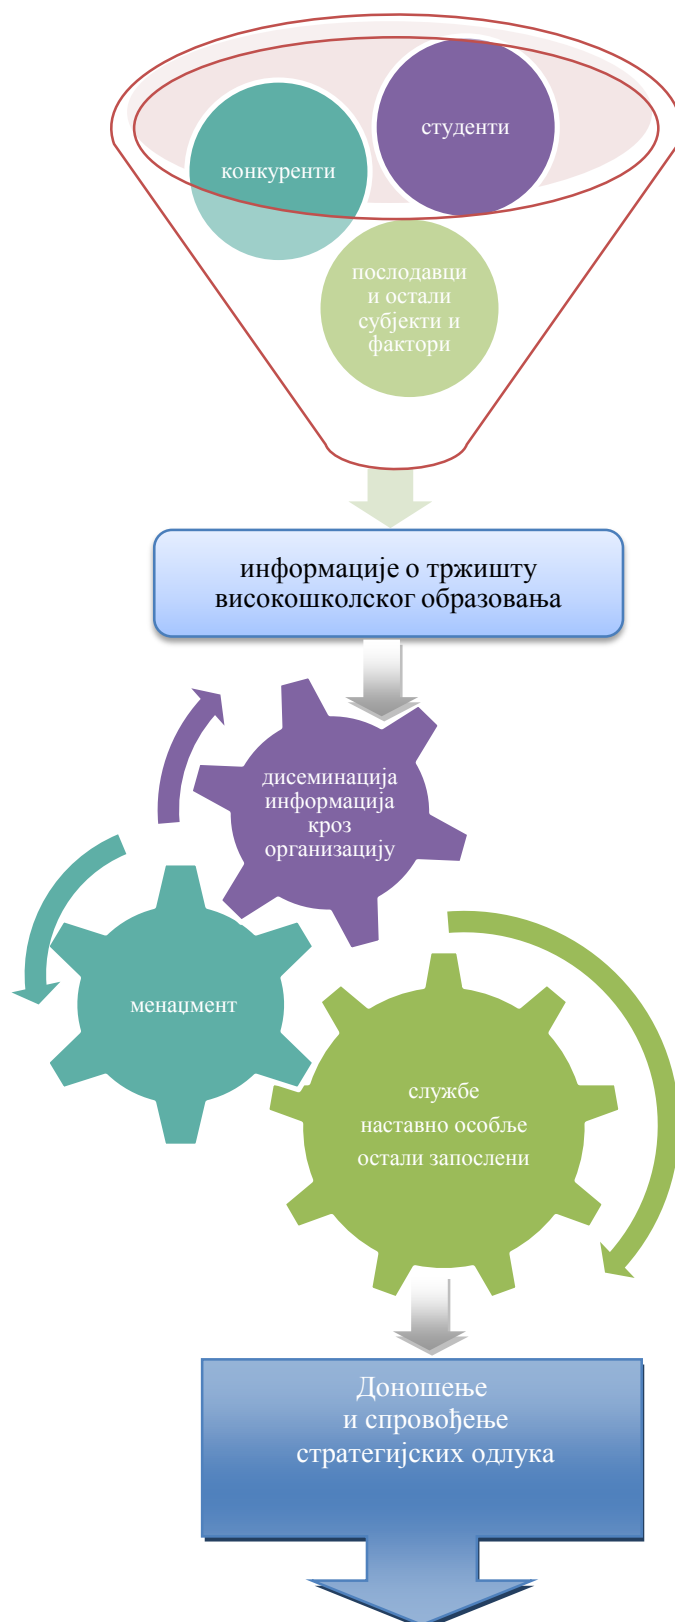 студенти
конкуренти
послодавци
и остали
субјекти и
фактори
информације о тржишту
високошколског образовања
дисеминација
информација
кроз
организацију
менаџмент
службе
наставно особље
остали запослени
Доношење
и спровођење
стратегијских одлука